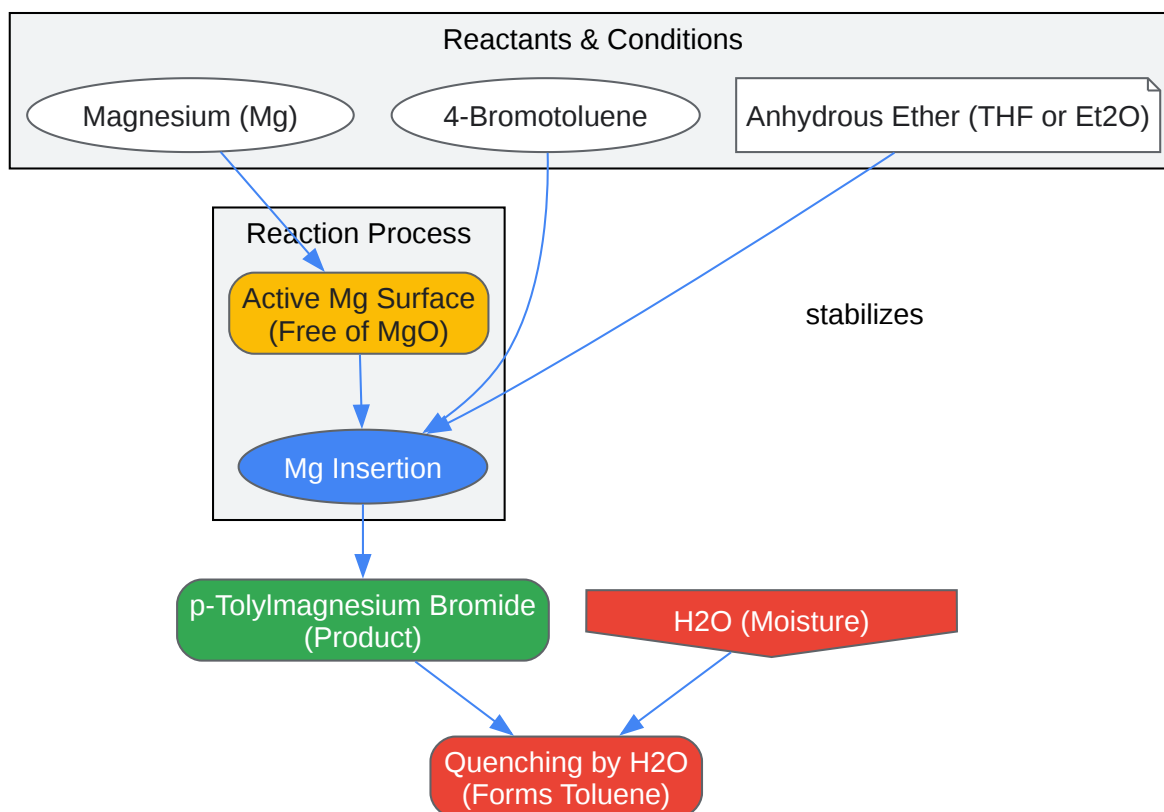 Reactants & Conditions
Magnesium (Mg)
4-Bromotoluene
Anhydrous Ether (THF or Et2O)
Reaction Process
Active Mg Surface
(Free of MgO)
stabilizes
Mg Insertion
p-Tolylmagnesium Bromide
(Product)
H2O (Moisture)
Quenching by H2O
(Forms Toluene)